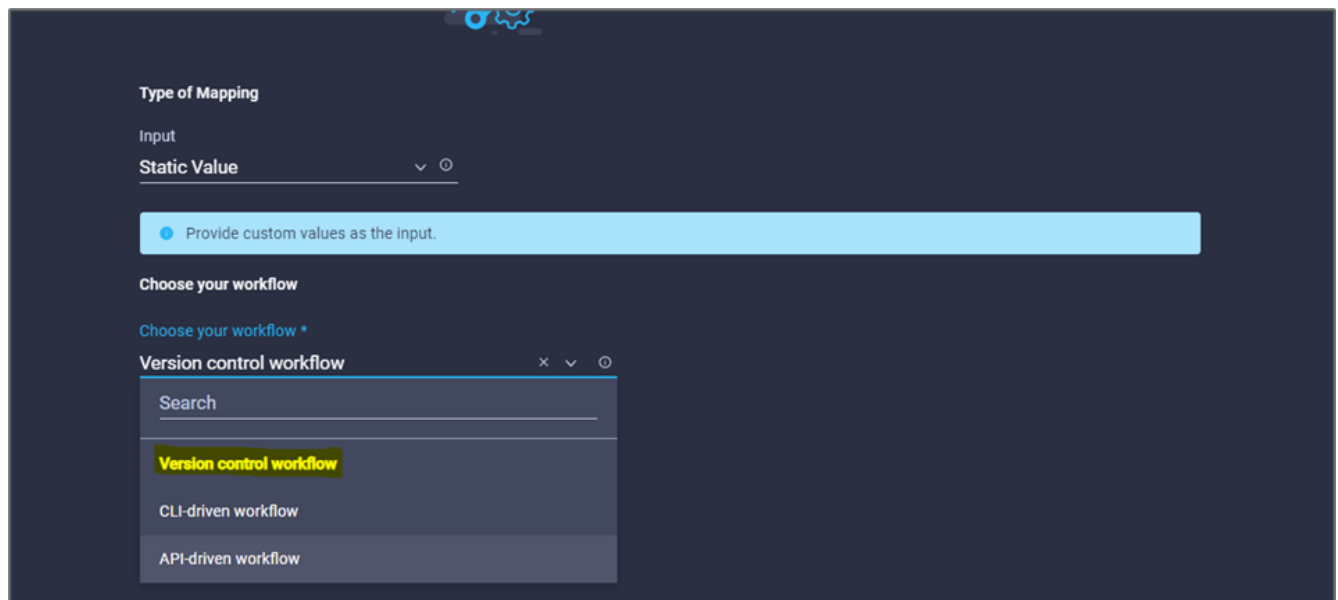 Type of Mapping
Input
Static Value
Provide custom values as the input.
Choose your workflow
Choose your workflow *
Version control workflow
Search
Version control workflow
CLI-driven workflow
API-driven workflow